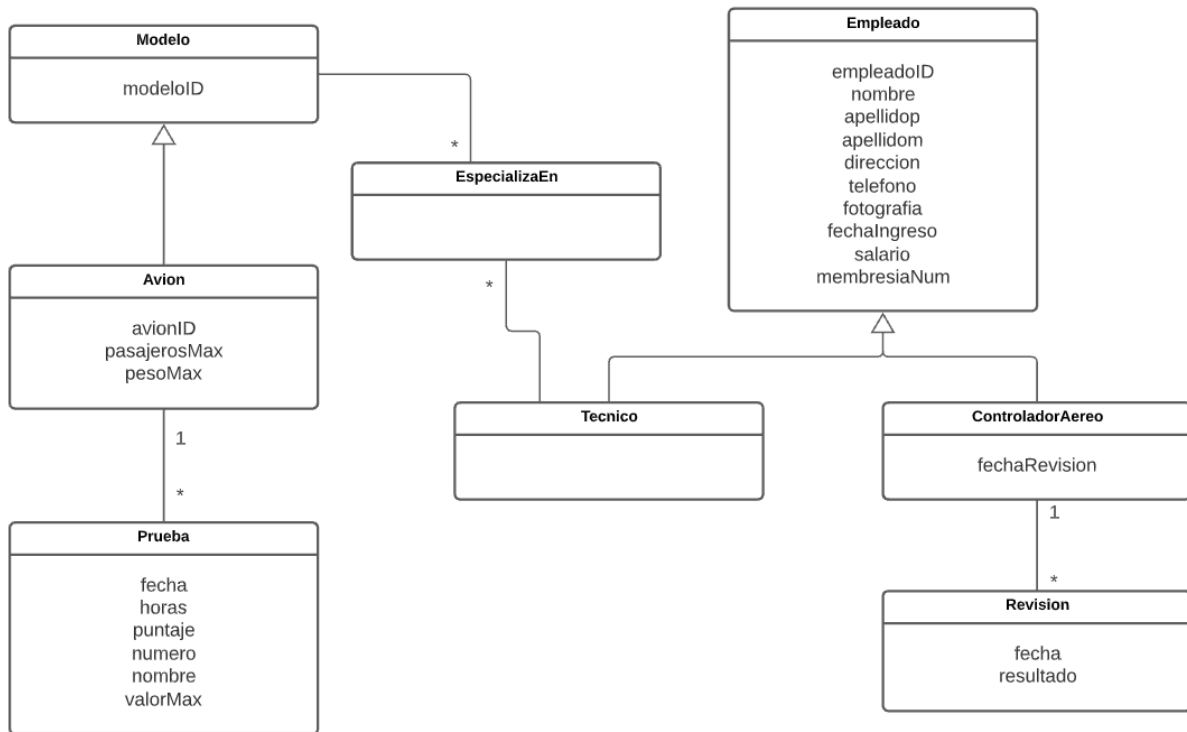 Modelo
modeloID
Empleado
empleadoID
nombre
apellidop
apellidom
direccion
telefono
fotografia
fechaIngreso
salario
membresiaNum
*
EspecializaEn
*
Avion
avionID
pasajerosMax
pesoMax
1
*
Tecnico
ControladorAereo
fechaRevision
1
*
Prueba
fecha
horas
puntaje
numero
nombre
valorMax
Revision
fecha
resultado